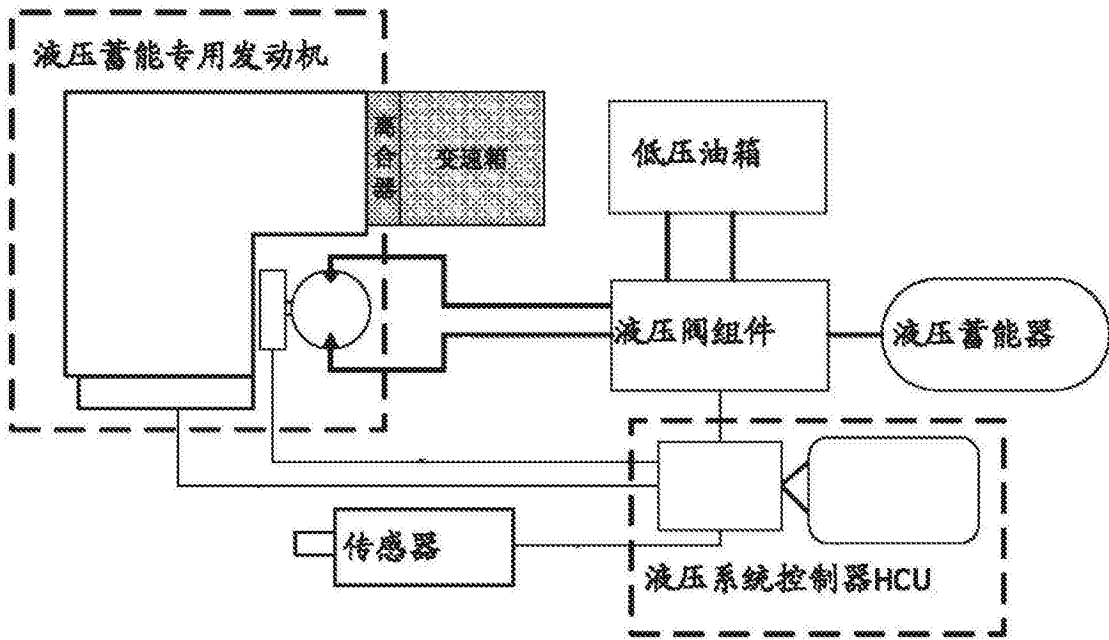 液压蓄能专用发动机
离合器
变速箱
低压油箱
液压阀组件
液压蓄能器
传感器
液压系统控制器HCU